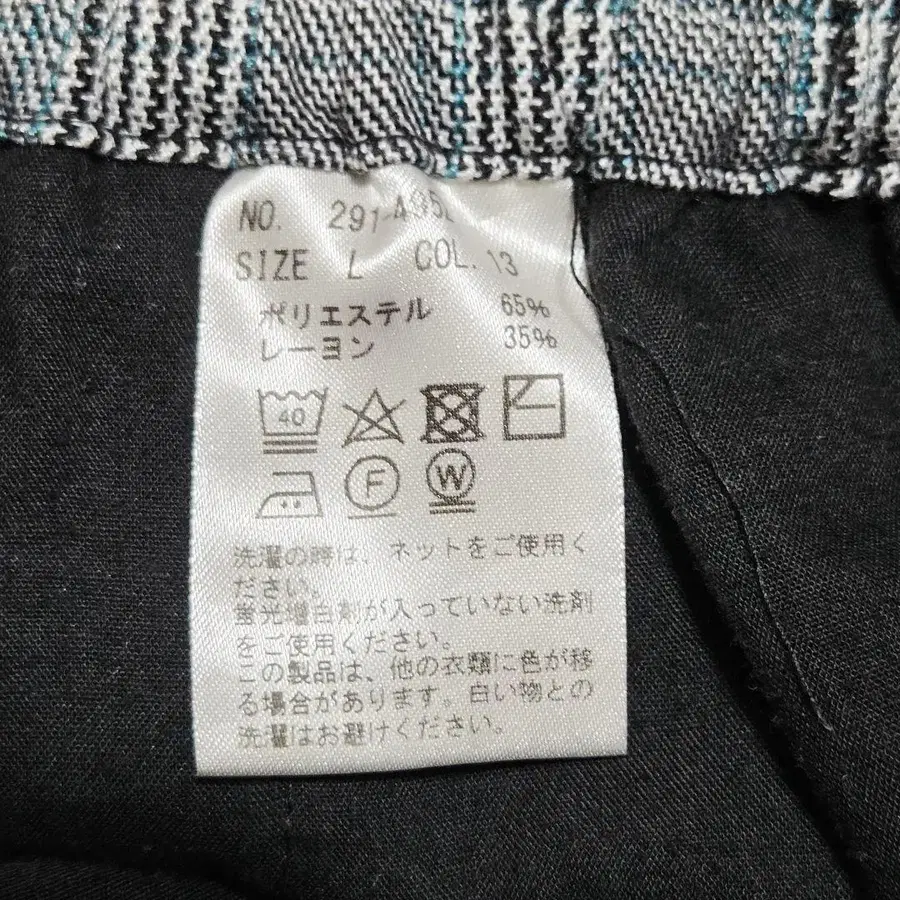 NO. 291-4952
SIZE L COL. 13
ポリエステル 65%
レーヨン 35%
40
F W
洗濯の時は、ネットをご使用く
ださい。
蛍光増白剤が入っていない洗剤
をご使用ください。
この製品は、他の衣類に色が移
る場合があります。白い物との
洗濯はお避けください。